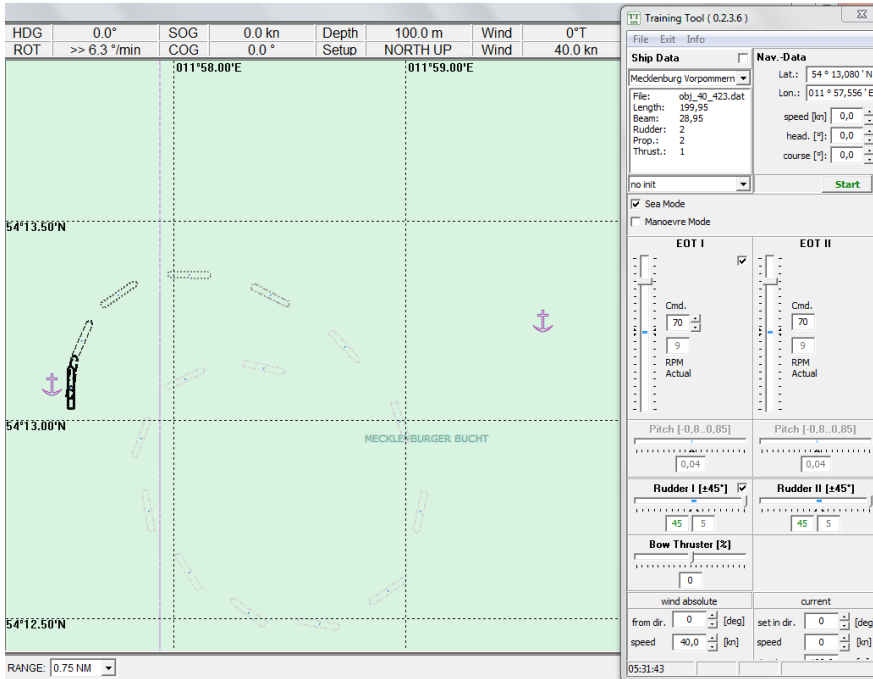 HDG 0.0° SOG 0.0 kn Depth 100.0 m Wind 0°T
ROT >> 6.3 °/min COG 0.0 ° Setup NORTH UP Wind 40.0 kn
011°58.00'E 011°59.00'E
54°13.50'N
54°13.00'N
MECKLENBURGER BUCHT
54°12.50'N
RANGE: 0.75 NM
Training Tool ( 0.2.3.6 )
File Exit Info
Ship Data
Mecklenburg Vorpommern
File: obj_40_423.dat
Length: 199,95
Beam: 28,95
Rudder: 2
Prop.: 2
Thrust.: 1
no init
Nav.-Data
Lat.: 54 ° 13,080 ' N
Lon.: 011 ° 57,556 ' E
speed [kn] 0,0
head. [°]: 0,0
course [°]: 0,0
Start
Sea Mode
Manoevre Mode
EOT I EOT II
Cmd. Cmd.
70 70
9 9
RPM RPM
Actual Actual
Pitch [-0,8..0,85] Pitch [-0,8..0,85]
0,04 0,04
Rudder I [±45°] Rudder II [±45°]
45 5 45 5
Bow Thruster [%]
0
wind absolute current
from dir. 0 [deg] set in dir. 0 [deg
speed 40,0 [kn] speed 0 [kn]
05:31:43